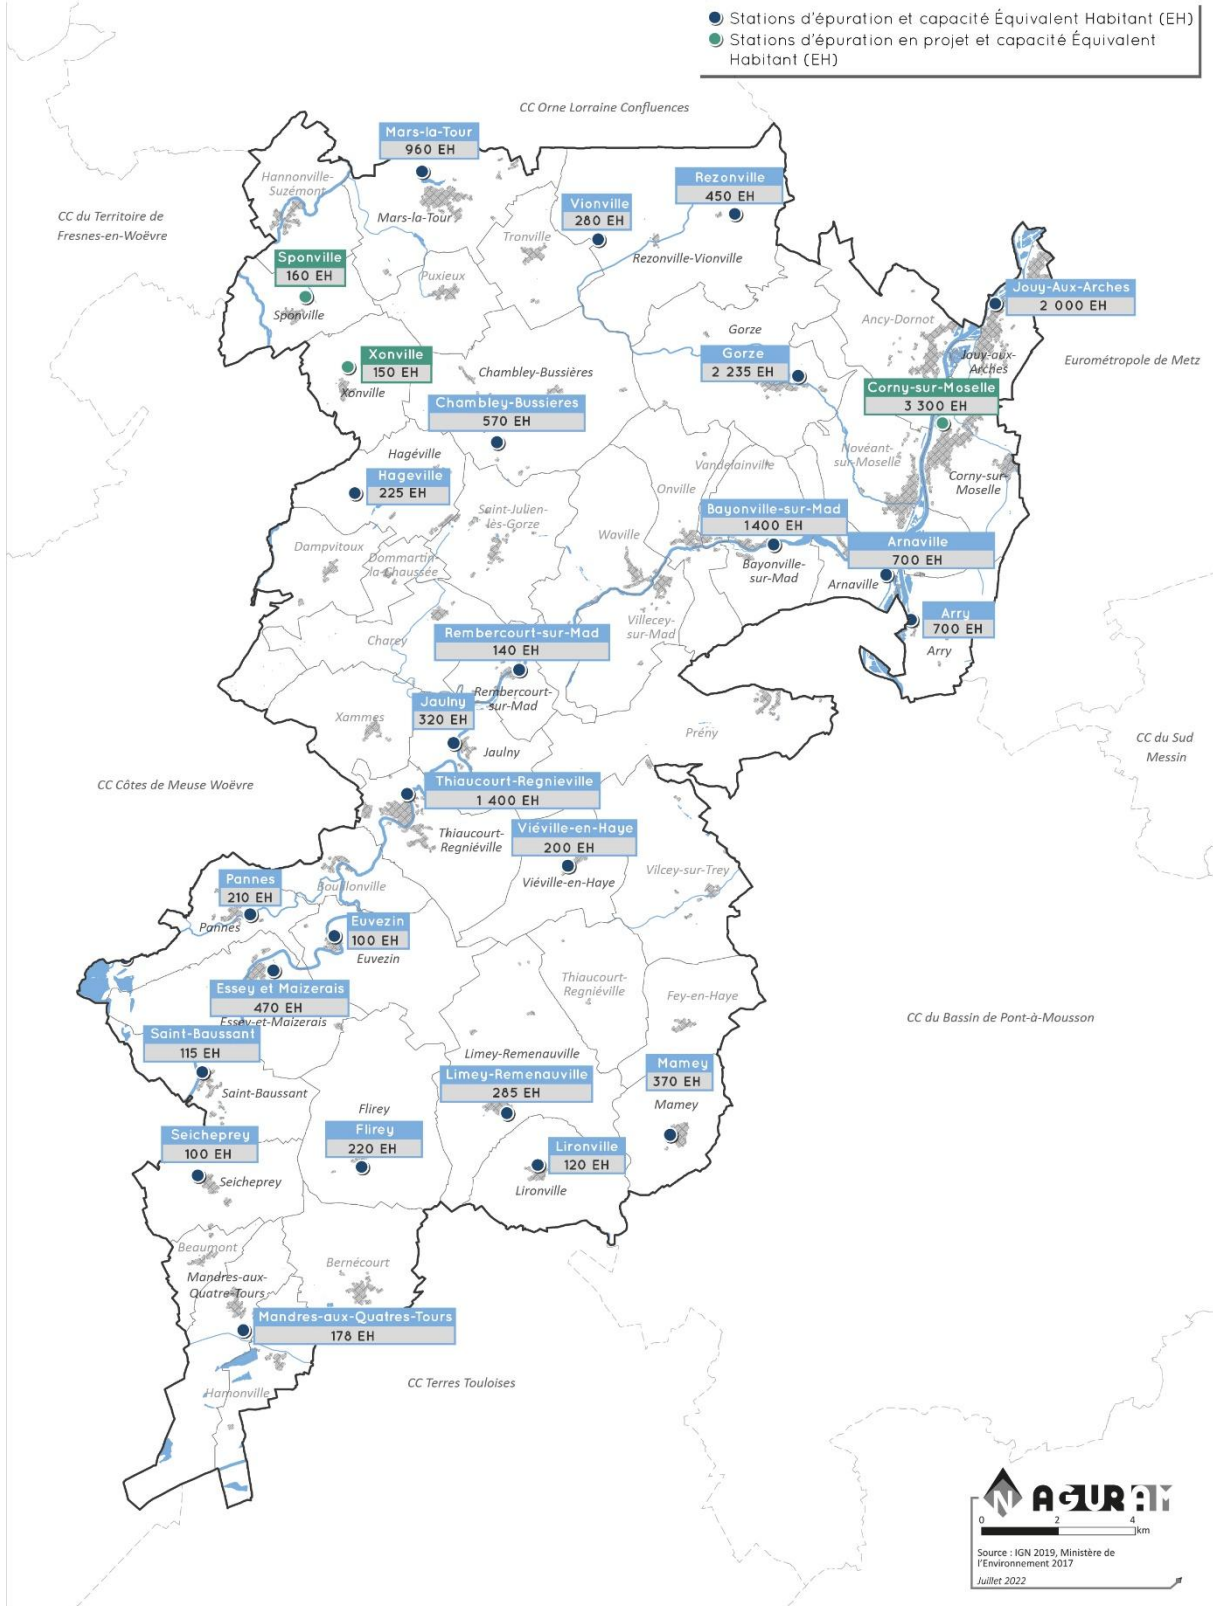 Stations d'épuration et capacité Équivalent Habitant (EH)
Stations d'épuration en projet et capacité Équivalent
Habitant (EH)
CC Orne Lorraine Confluences
Mars-la-Tour
960 EH
Hannonville-
Suzémont
Mars-la-Tour
Rezonville
450 EH
Vionville
280 EH
CC du Territoire de
Fresnes-en-Woëvre
Tronville
Rezonville-Vionville
Sponville
160 EH
Puxieux
Sponville
Jouy-Aux-Arches
2 000 EH
Ancy-Dornot
Gorze
Gorze
2 235 EH
Jouy-aux-
Arches
Eurométropole de Metz
Xonville
150 EH
Xonville
Chambley-Bussières
Corny-sur-Moselle
3 300 EH
Chambley-Bussieres
570 EH
Hagéville
Hageville
225 EH
Novéant-
sur-Moselle
Vandelainville
Corny-sur-
Moselle
Onville
Saint-Julien-
lès-Gorze
Bayonville-sur-Mad
1400 EH
Waville
Arnaville
700 EH
Dampvitoux
Dommartin-
la-Chaussée
Bayonville-
sur-Mad
Arnaville
Arry
700 EH
Arry
Villecey-
sur-Mad
Charey
Rembercourt-sur-Mad
140 EH
Rembercourt-
sur-Mad
Jaulny
320 EH
Xammes
Jaulny
Prény
CC du Sud
Messin
CC Côtes de Meuse Woëvre
Thiaucourt-Regnieville
1 400 EH
Thiaucourt-
Regniéville
Viéville-en-Haye
200 EH
Viéville-en-Haye
Vilcey-sur-Trey
Bouillonville
Pannes
210 EH
Pannes
Euvezin
100 EH
Euvezin
Essey et Maizerais
470 EH
Essey-et-Maizerais
Thiaucourt-
Regniéville
Fey-en-Haye
CC du Bassin de Pont-à-Mousson
Saint-Baussant
115 EH
Saint-Baussant
Limey-Remenauville
Limey-Remenauville
285 EH
Mamey
370 EH
Mamey
Flirey
Flirey
220 EH
Seicheprey
100 EH
Seicheprey
Lironville
120 EH
Lironville
Beaumont
Bernécourt
Mandres-aux-
Quatre-Tours
Mandres-aux-Quatres-Tours
178 EH
Hamonville
CC Terres Touloises
N
AGURAM
0 2 4
km
Source : IGN 2019, Ministère de
l'Environnement 2017
Juillet 2022